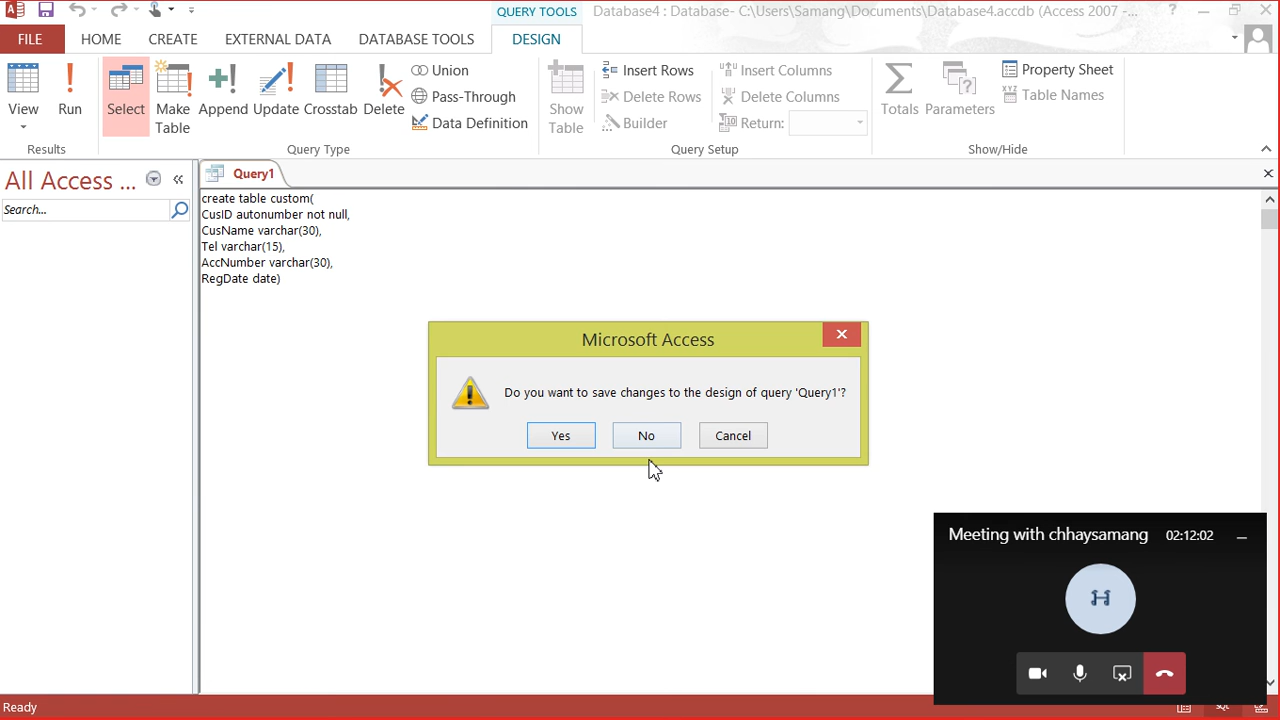 QUERY TOOLS
Database4 : Database- C:\Users\Samang\Documents\Database4.accdb (Access 2007 -...
FILE
HOME
CREATE
EXTERNAL DATA
DATABASE TOOLS
DESIGN
View
Run
Results
Select
Make Table
Append
Update
Crosstab
Delete
Union
Pass-Through
Data Definition
Query Type
Show Table
Insert Rows
Delete Rows
Builder
Insert Columns
Delete Columns
Return:
Query Setup
Totals
Parameters
Property Sheet
Table Names
Show/Hide
All Access ...
Search...
Query1
create table custom(
CusID autonumber not null,
CusName varchar(30),
Tel varchar(15),
AccNumber varchar(30),
RegDate date)
Microsoft Access
Do you want to save changes to the design of query 'Query1'?
Yes
No
Cancel
Meeting with chhaysamang
02:12:02
Ready
SQL